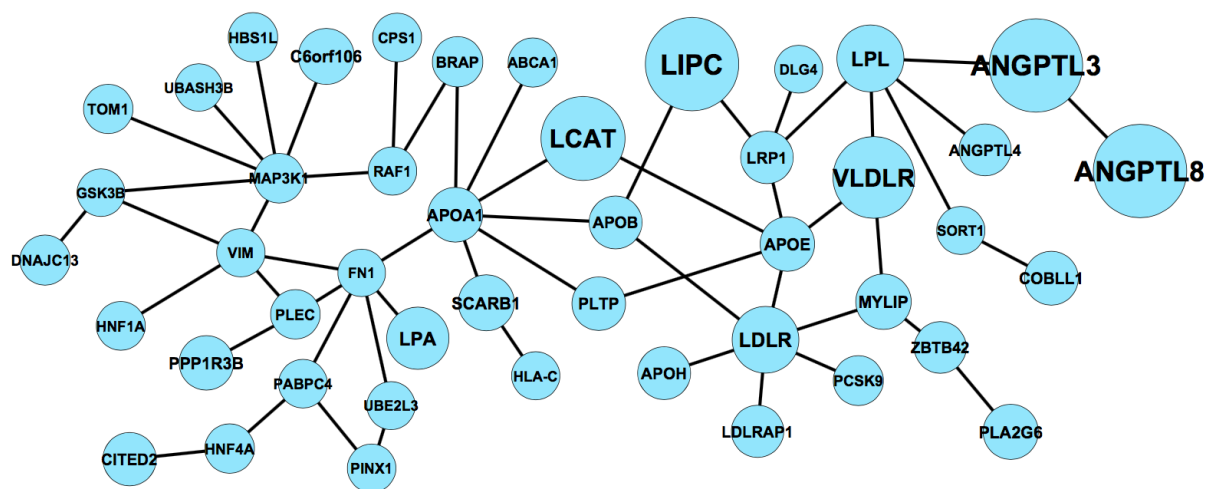 HBS1L
C6orf106
CPS1
BRAP
ABCA1
LIPC
DLG4
LPL
ANGPTL3
UBASH3B
TOM1
LCAT
LRP1
ANGPTL4
MAP3K1
RAF1
VLDLR
ANGPTL8
GSK3B
APOA1
APOB
APOE
SORT1
DNAJC13
VIM
FN1
COBLL1
SCARB1
PLTP
MYLIP
HNF1A
PLEC
LPA
LDLR
ZBTB42
PPP1R3B
HLA-C
APOH
PCSK9
PABPC4
UBE2L3
LDLRAP1
PLA2G6
CITED2
HNF4A
PINX1